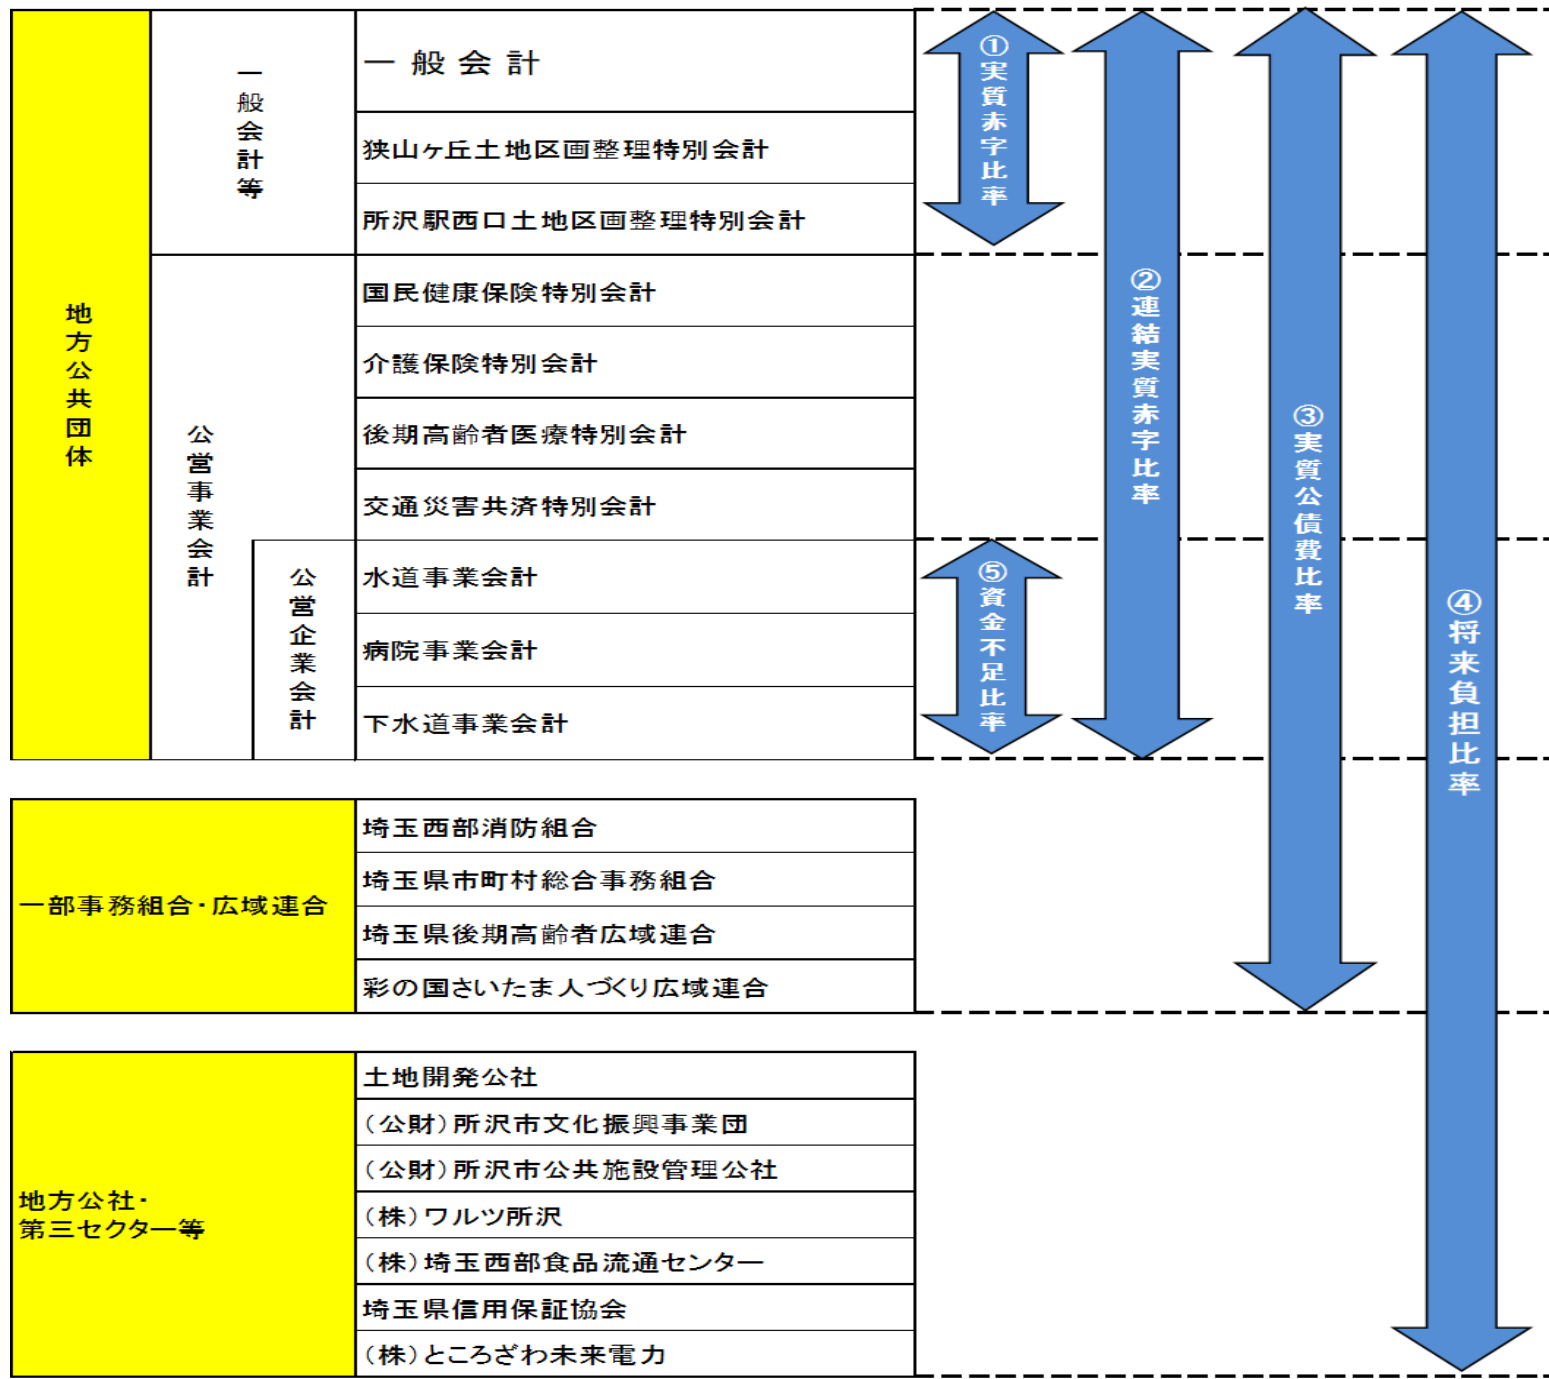 地方公共団体
一般会計等
一般会計
狭山ヶ丘土地区画整理特別会計
所沢駅西口土地区画整理特別会計
公営事業会計
国民健康保険特別会計
介護保険特別会計
後期高齢者医療特別会計
交通災害共済特別会計
公営企業会計
水道事業会計
病院事業会計
下水道事業会計
①実質赤字比率
②連結実質赤字比率
③実質公債費比率
④将来負担比率
⑤資金不足比率
一部事務組合・広域連合
埼玉西部消防組合
埼玉県市町村総合事務組合
埼玉県後期高齢者広域連合
彩の国さいたま人づくり広域連合
地方公社・
第三セクター等
土地開発公社
（公財）所沢市文化振興事業団
（公財）所沢市公共施設管理公社
（株）ワルツ所沢
（株）埼玉西部食品流通センター
埼玉県信用保証協会
（株）ところざわ未来電力